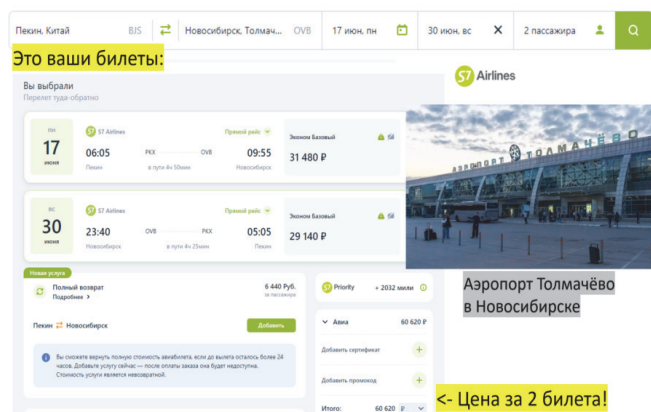 Пекин, Китай BJS Новосибирск, Толмач... OVB 17 июн, пн 30 июн, вс 2 пассажира
Это ваши билеты:
Вы выбрали
Перелет туда-обратно
S7 Airlines
пн
17
июня
S7 Airlines
Прямой рейс
06:05 PKX OVB 09:55
Пекин в пути 4ч 50мин Новосибирск
Эконом Базовый
31 480 ₽
АЭРОПОРТ ТОЛМАЧЁВО
вс
30
июня
S7 Airlines
Прямой рейс
23:40 OVB PKX 05:05
Новосибирск в пути 4ч 25мин Пекин
Эконом Базовый
29 140 ₽
Новая услуга
Полный возврат 6 440 Руб.
Подробнее > за пассажира
Пекин Новосибирск Добавить
Вы сможете вернуть полную стоимость авиабилета, если до вылета осталось более 24
часов. Добавьте услугу сейчас — после оплаты заказа она будет недоступна.
Стоимость услуги является невозвратной.
S7 Priority + 2032 мили
Авиа 60 620 ₽
Добавить сертификат +
Добавить промокод +
Итого: 60 620 ₽
Аэропорт Толмачёво
в Новосибирске
<- Цена за 2 билета!